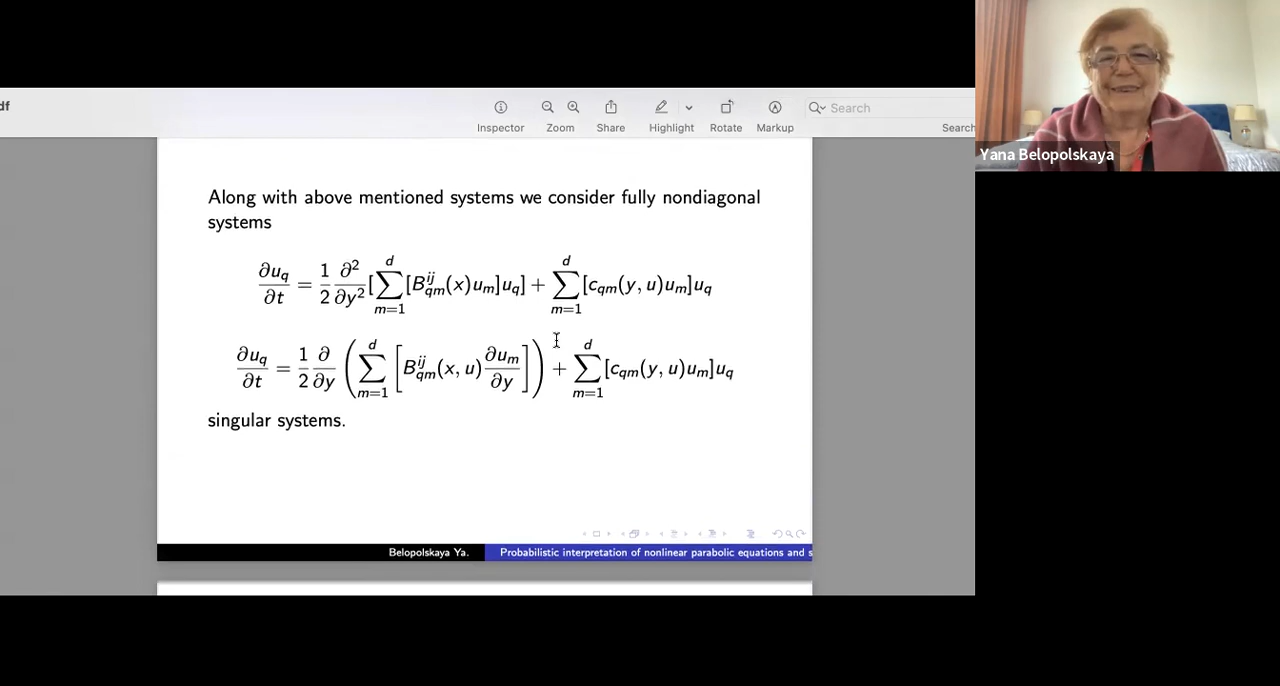 df
Inspector
Zoom
Share
Highlight
Rotate
Markup
Search
Search
Yana Belopolskaya
Along with above mentioned systems we consider fully nondiagonal
systems
∂u_q/∂t = 1/2 ∂²/∂y² [∑_{m=1}^{d} [B_{qm}^{ij}(x)u_m]u_q] + ∑_{m=1}^{d} [c_{qm}(y, u)u_m]u_q
∂u_q/∂t = 1/2 ∂/∂y (∑_{m=1}^{d} [B_{qm}^{ij}(x, u) ∂u_m/∂y]) + ∑_{m=1}^{d} [c_{qm}(y, u)u_m]u_q
singular systems.
Belopolskaya Ya.
Probabilistic interpretation of nonlinear parabolic equations and s